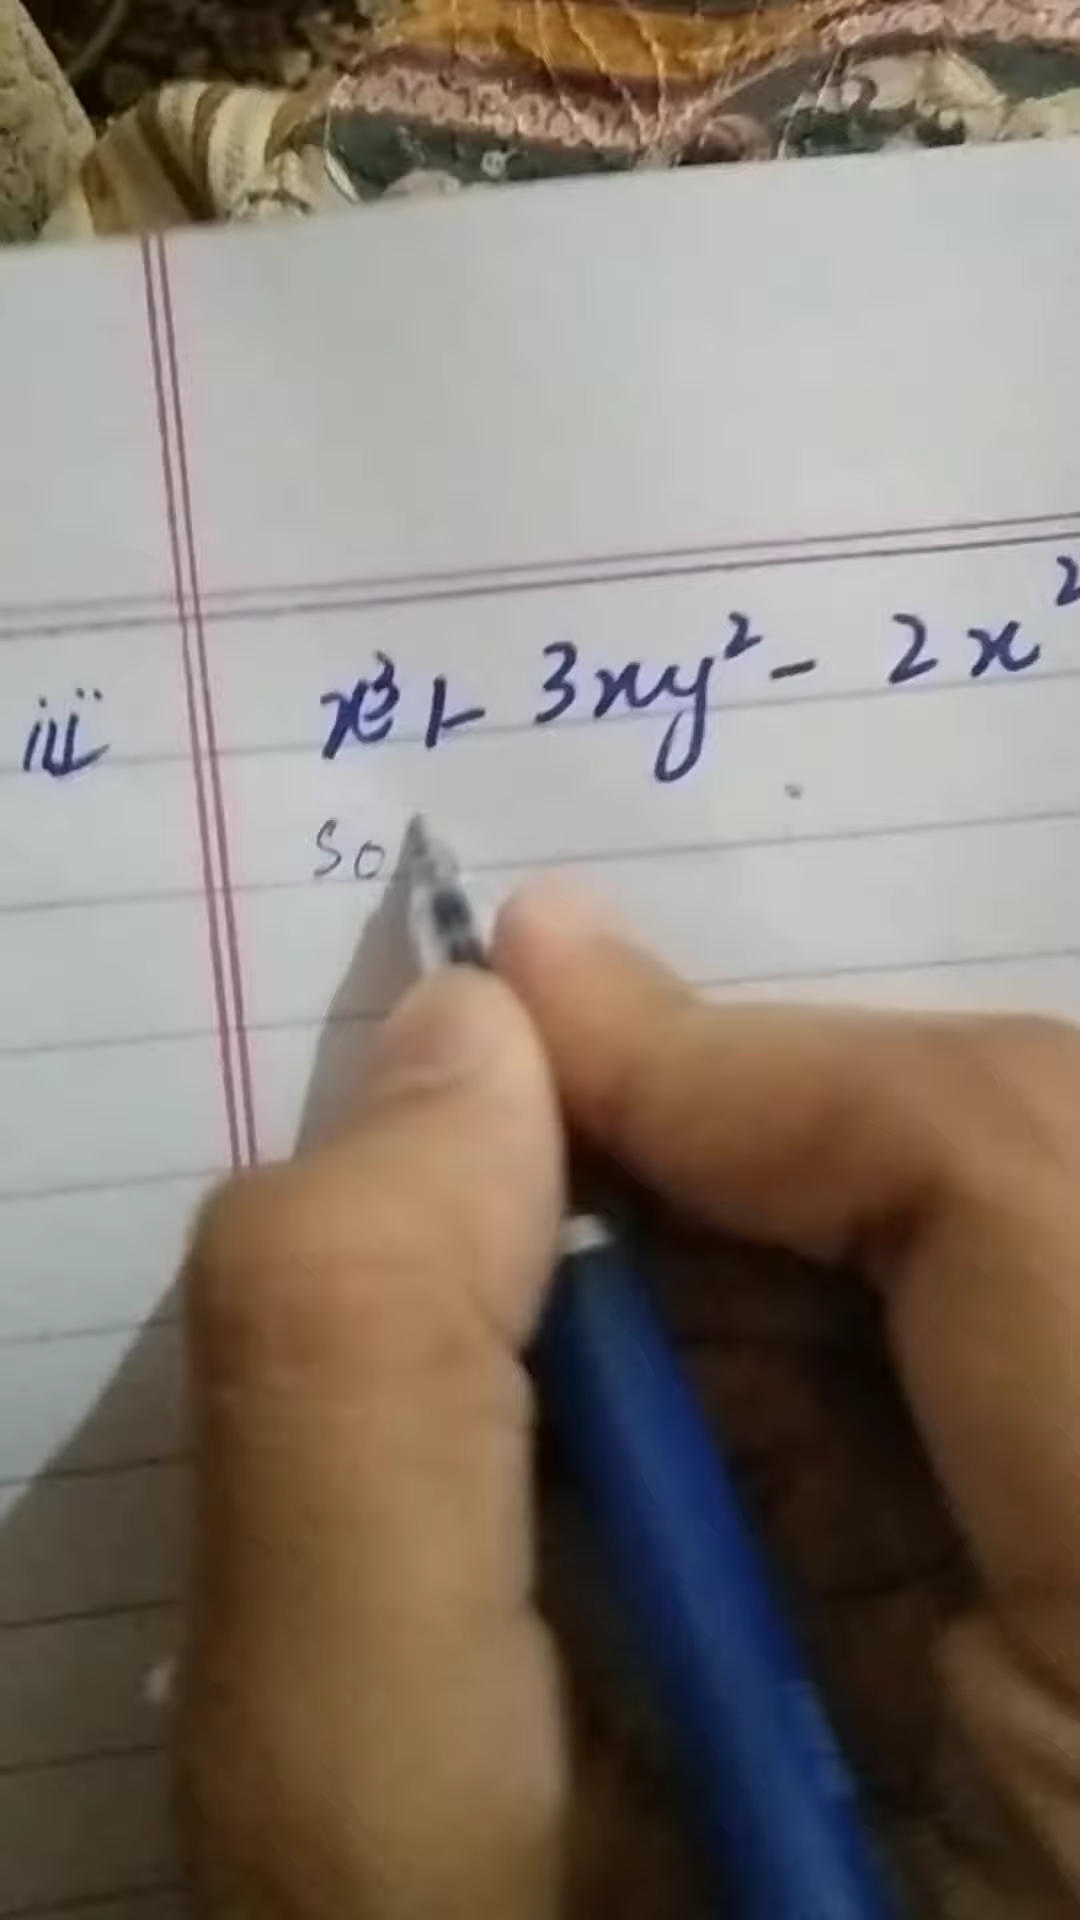 iii x³ + 3xy² - 2x²
So